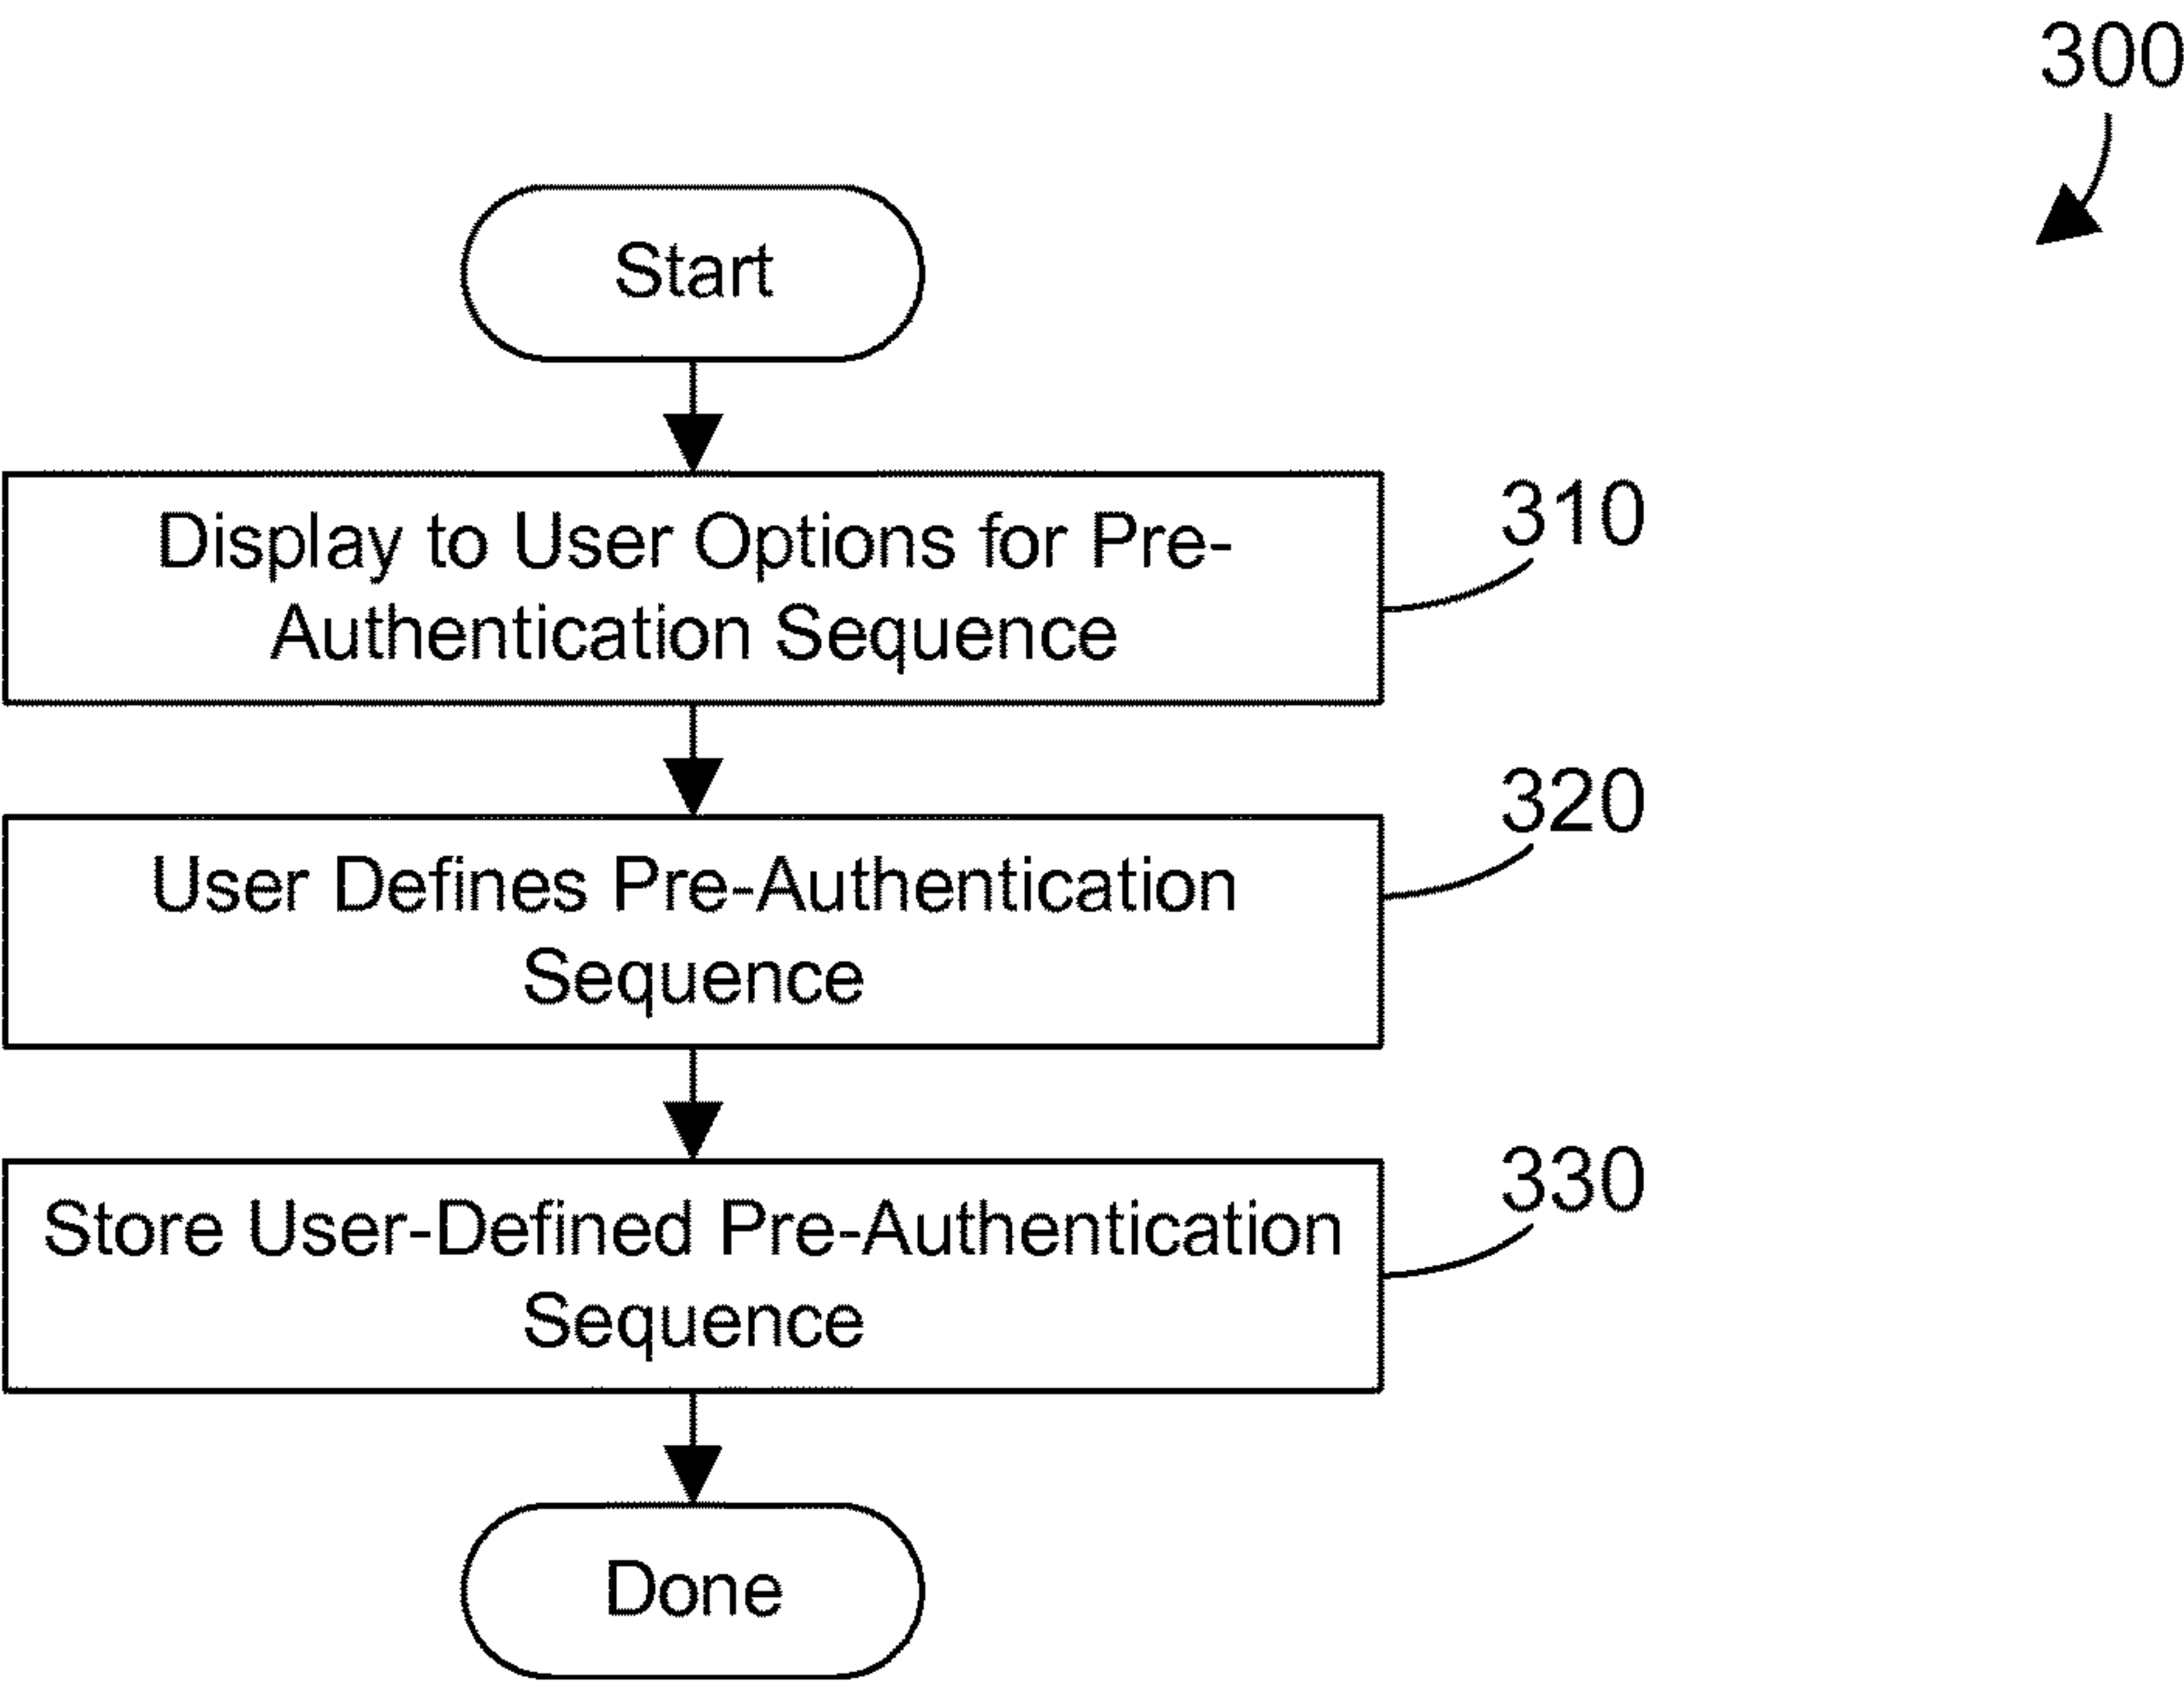 300
Start
Display to User Options for Pre-
Authentication Sequence
310
User Defines Pre-Authentication
Sequence
320
Store User-Defined Pre-Authentication
Sequence
330
Done